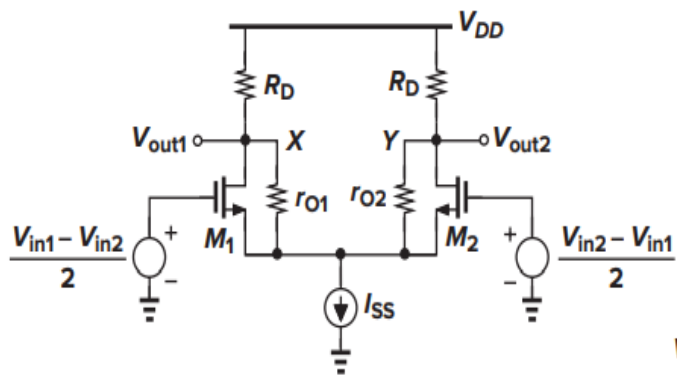 V_DD
R_D
R_D
V_out1
X
Y
V_out2
r_O1
r_O2
M_1
M_2
V_in1 – V_in2
2
+
–
+
–
V_in2 – V_in1
2
I_SS